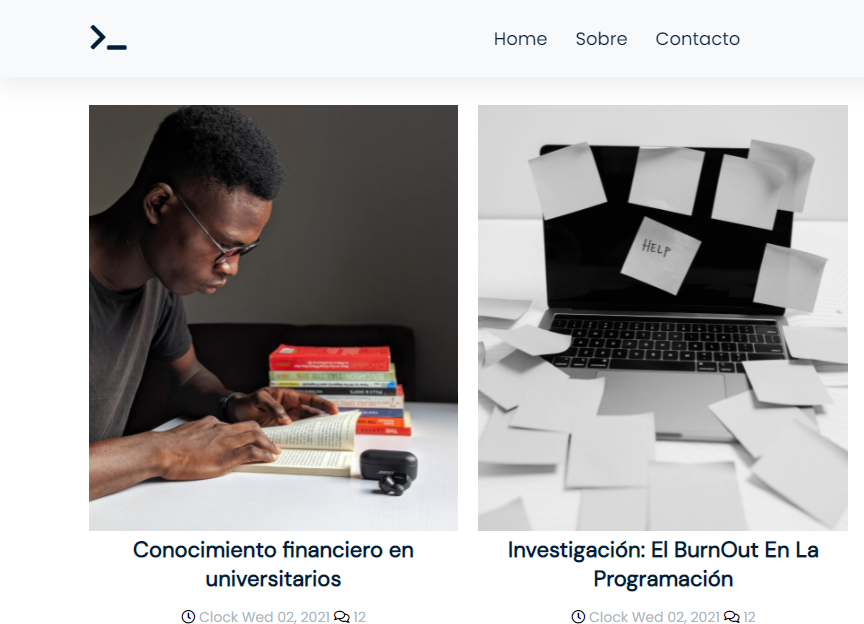 Home Sobre Contacto
HELP
Conocimiento financiero en
universitarios
Clock Wed 02, 2021 12
Investigación: El BurnOut En La
Programación
Clock Wed 02, 2021 12